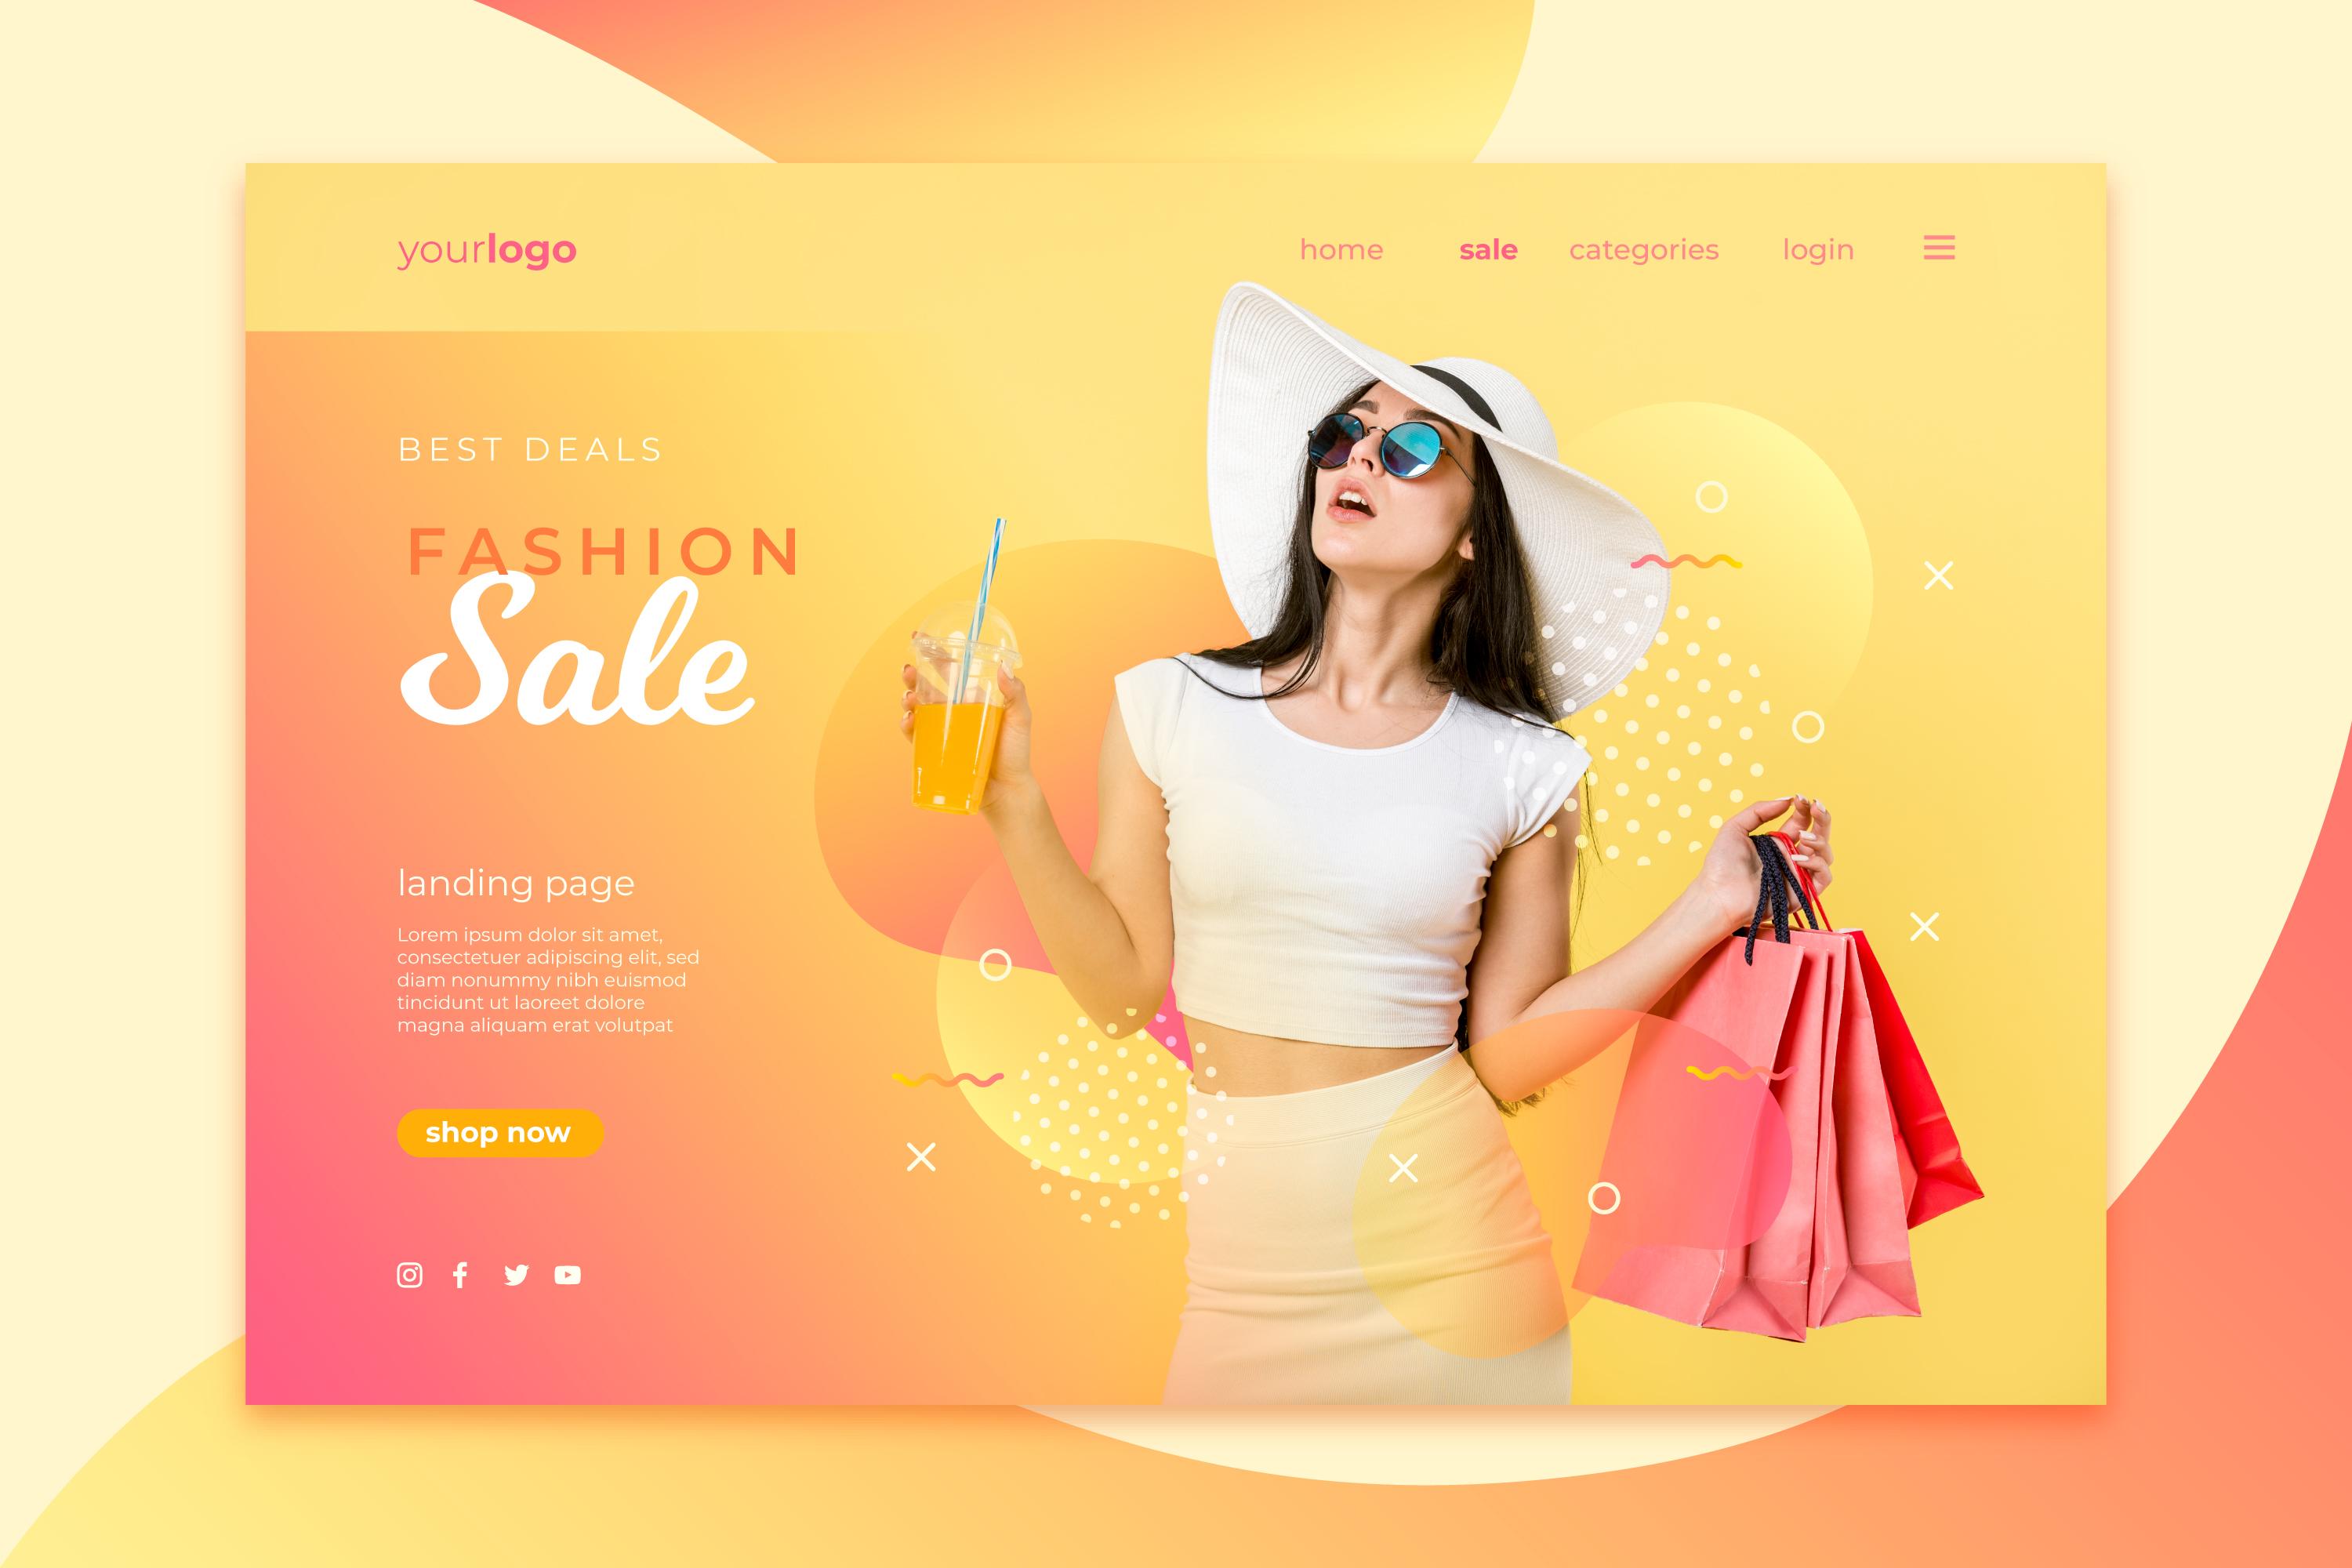 yourlogo
home sale categories login
BEST DEALS
FASHION
Sale
landing page
Lorem ipsum dolor sit amet,
consectetuer adipiscing elit, sed
diam nonummy nibh euismod
tincidunt ut laoreet dolore
magna aliquam erat volutpat
shop now